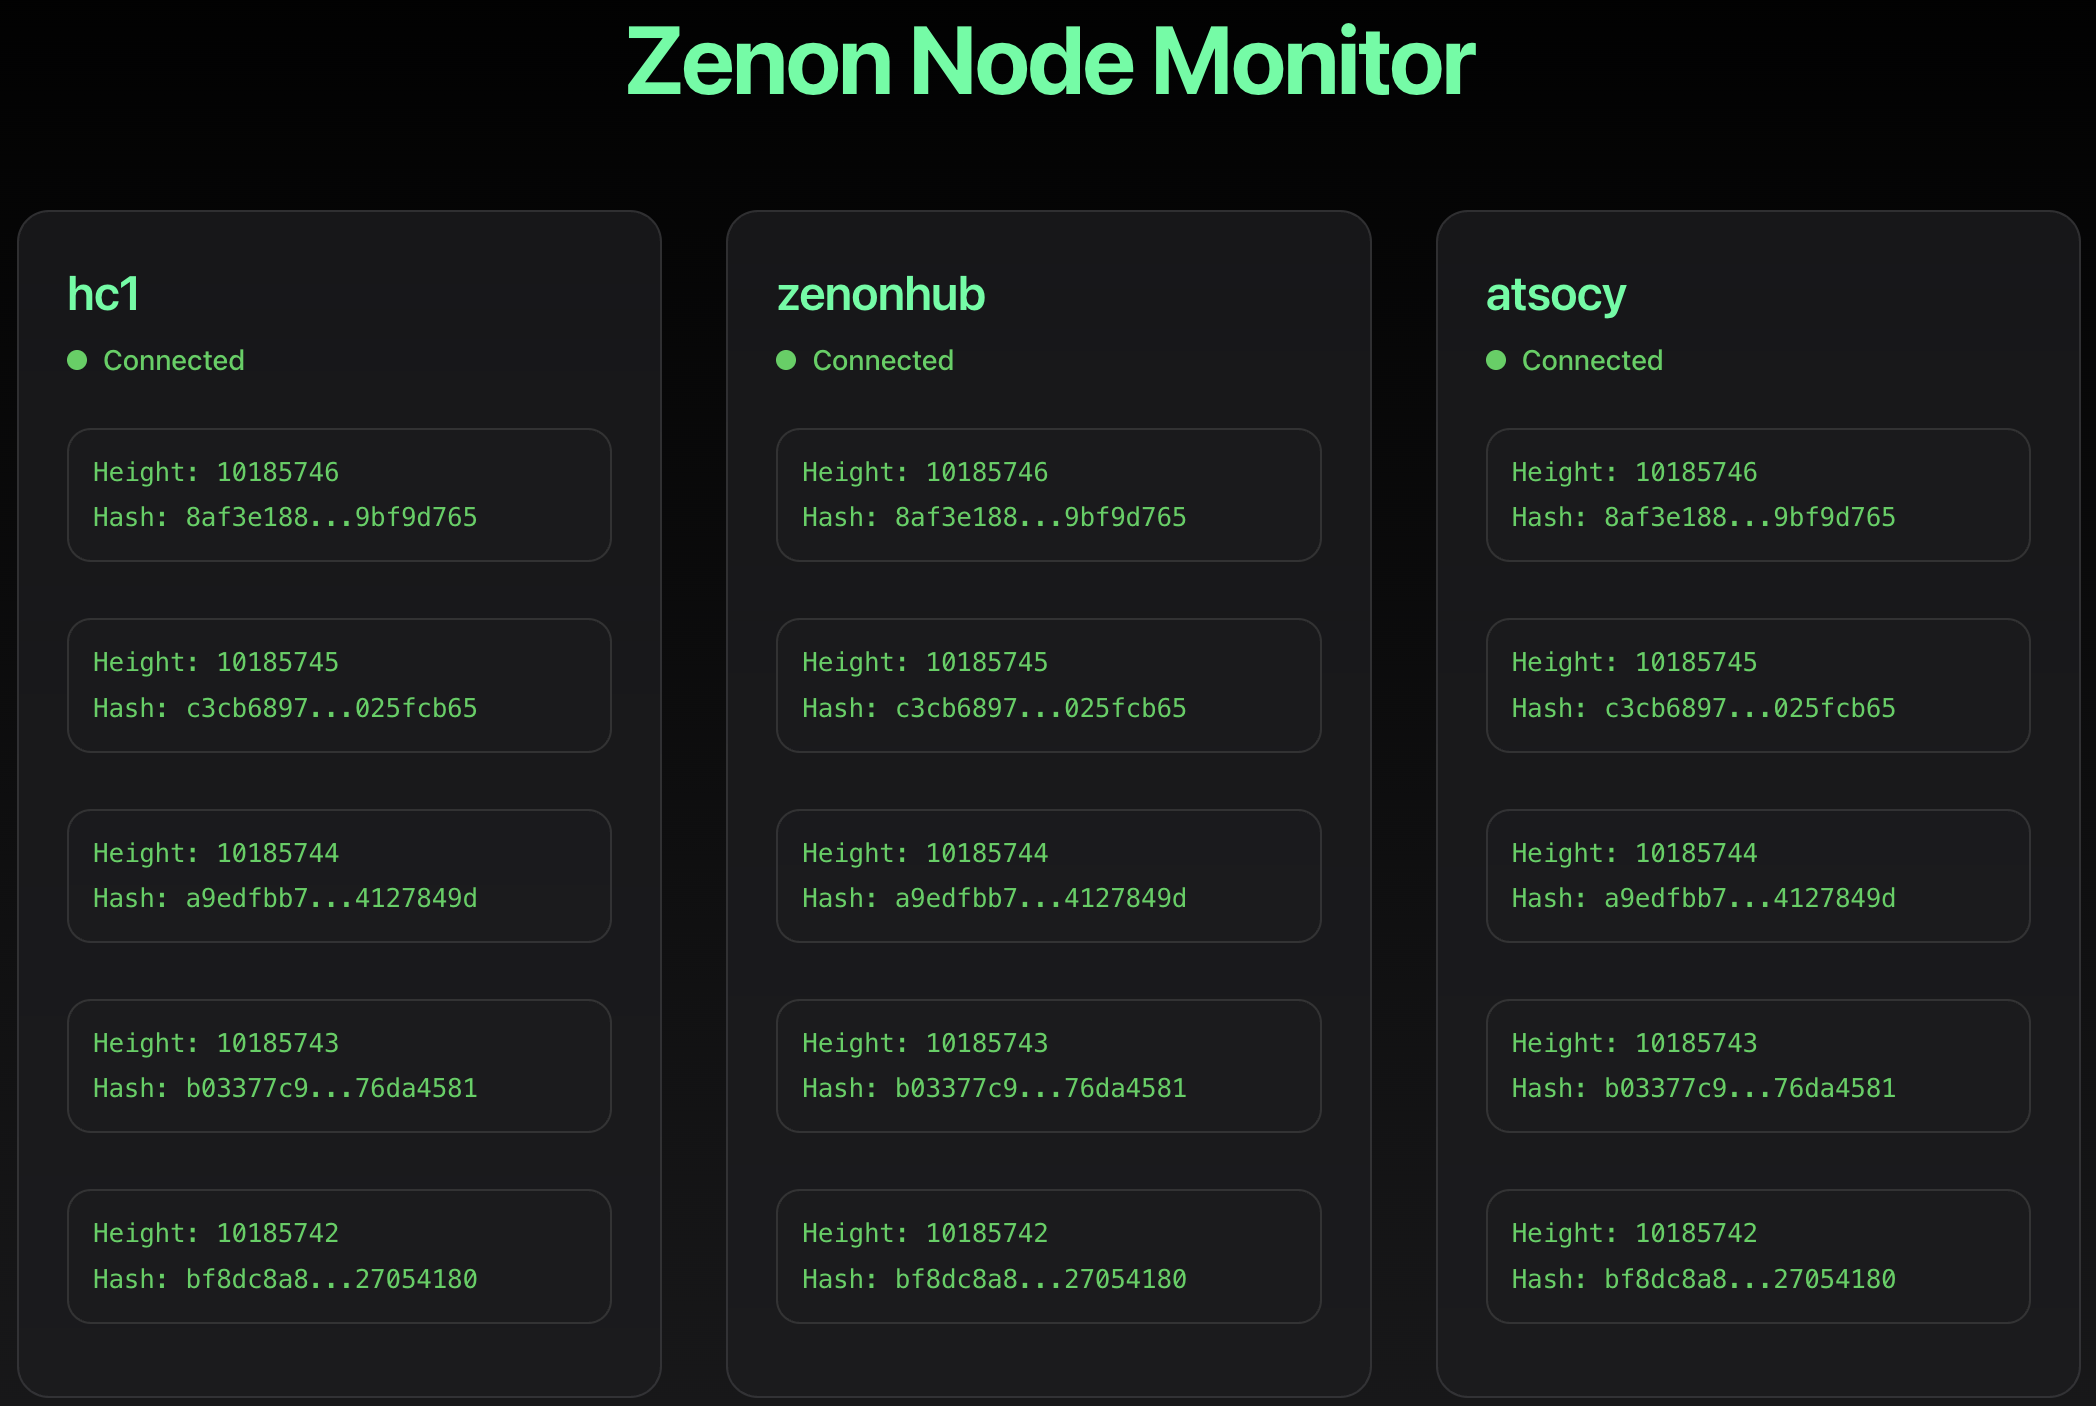 Zenon Node Monitor
hc1
Connected
Height: 10185746
Hash: 8af3e188...9bf9d765
Height: 10185745
Hash: c3cb6897...025fcb65
Height: 10185744
Hash: a9edfbb7...4127849d
Height: 10185743
Hash: b03377c9...76da4581
Height: 10185742
Hash: bf8dc8a8...27054180
zenonhub
Connected
Height: 10185746
Hash: 8af3e188...9bf9d765
Height: 10185745
Hash: c3cb6897...025fcb65
Height: 10185744
Hash: a9edfbb7...4127849d
Height: 10185743
Hash: b03377c9...76da4581
Height: 10185742
Hash: bf8dc8a8...27054180
atsocy
Connected
Height: 10185746
Hash: 8af3e188...9bf9d765
Height: 10185745
Hash: c3cb6897...025fcb65
Height: 10185744
Hash: a9edfbb7...4127849d
Height: 10185743
Hash: b03377c9...76da4581
Height: 10185742
Hash: bf8dc8a8...27054180